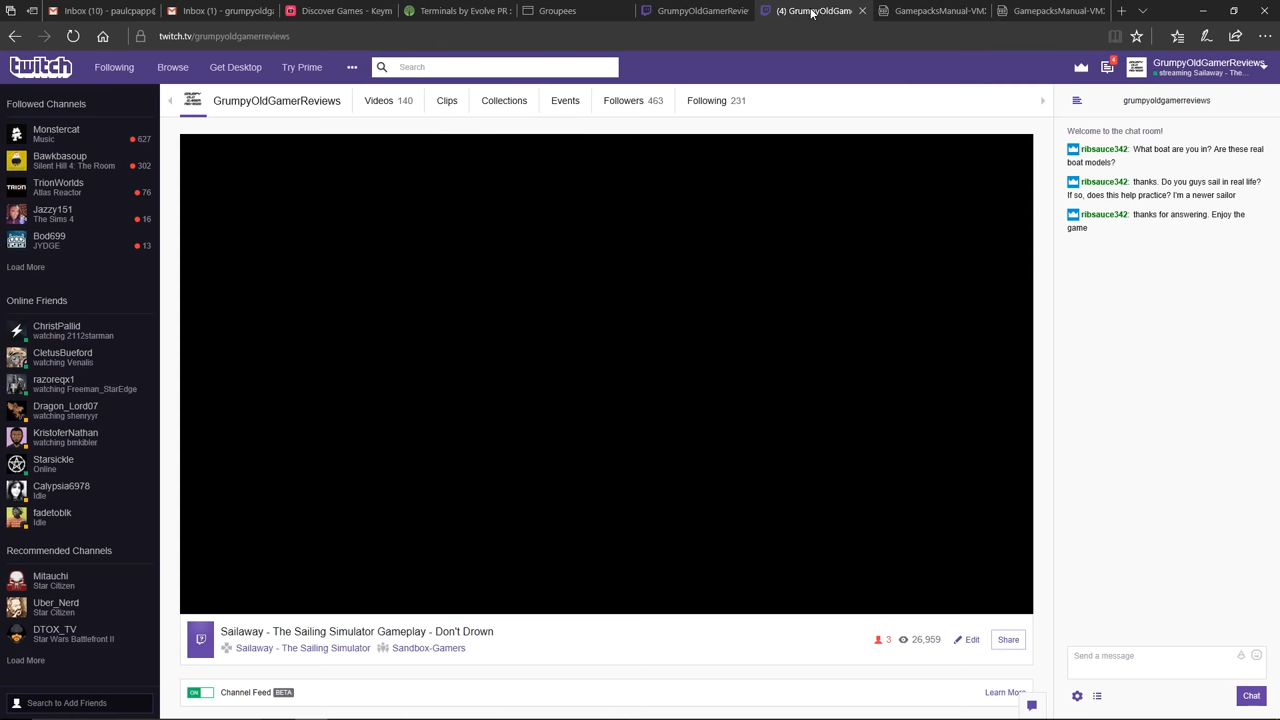 Inbox (10) - paulcpapp
Inbox (1) - grumpyoldg
Discover Games - Keym
Terminals by Evolve PR :
Groupees
GrumpyOldGamerRevie
(4) GrumpyOldGam
GamepacksManual-VM
GamepacksManual-VM:
twitch.tv/grumpyoldgamerreviews
twitch
Following
Browse
Get Desktop
Try Prime
Search
4
GrumpyOldGamerReviews
streaming Sailaway - The...
Followed Channels
Monstercat
Music 627
Bawkbasoup
Silent Hill 4: The Room 302
TrionWorlds
Atlas Reactor 76
Jazzy151
The Sims 4 16
Bod699
JYDGE 13
Load More
Online Friends
ChristPallid
watching 2112starman
CletusBueford
watching Venalis
razoreqx1
watching Freeman_StarEdge
Dragon_Lord07
watching shenryyr
KristoferNathan
watching bmkibler
Starsickle
Online
Calypsia6978
Idle
fadetoblk
Idle
Recommended Channels
Mitauchi
Star Citizen
Uber_Nerd
Star Citizen
DTOX_TV
Star Wars Battlefront II
Load More
Search to Add Friends
GrumpyOldGamerReviews
Videos 140
Clips
Collections
Events
Followers 463
Following 231
Sailaway - The Sailing Simulator Gameplay - Don't Drown
Sailaway - The Sailing Simulator Sandbox-Gamers
3 26,959 Edit Share
ON Channel Feed BETA
Learn More
grumpyoldgamerreviews
Welcome to the chat room!
ribsauce342: What boat are you in? Are these real
boat models?
ribsauce342: thanks. Do you guys sail in real life?
If so, does this help practice? I'm a newer sailor
ribsauce342: thanks for answering. Enjoy the
game
Send a message
Chat